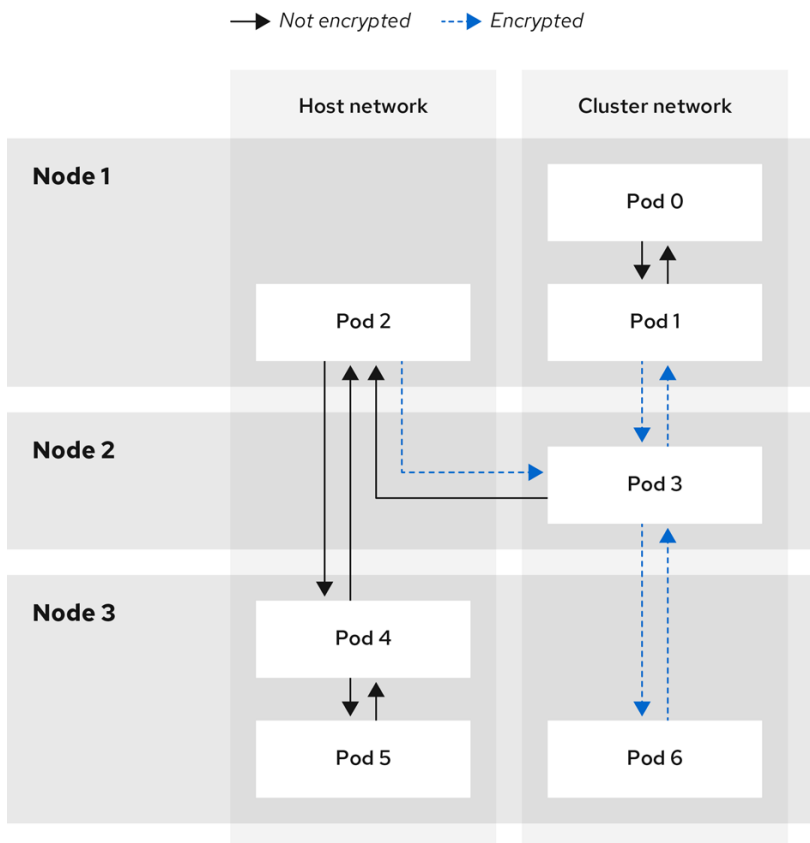 Not encrypted
Encrypted
Host network
Cluster network
Node 1
Pod 0
Pod 2
Pod 1
Node 2
Pod 3
Node 3
Pod 4
Pod 5
Pod 6